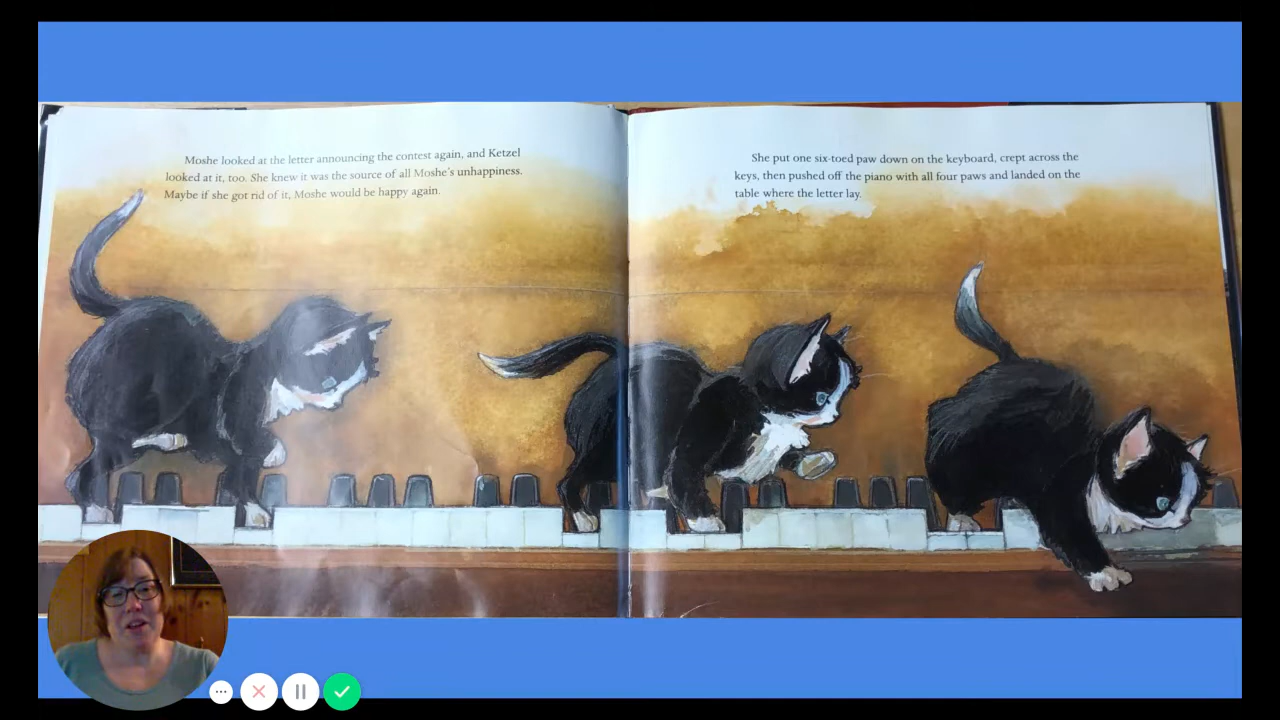 Moshe looked at the letter announcing the contest again, and Ketzel
looked at it, too. She knew it was the source of all Moshe's unhappiness.
Maybe if she got rid of it, Moshe would be happy again.
She put one six-toed paw down on the keyboard, crept across the
keys, then pushed off the piano with all four paws and landed on the
table where the letter lay.